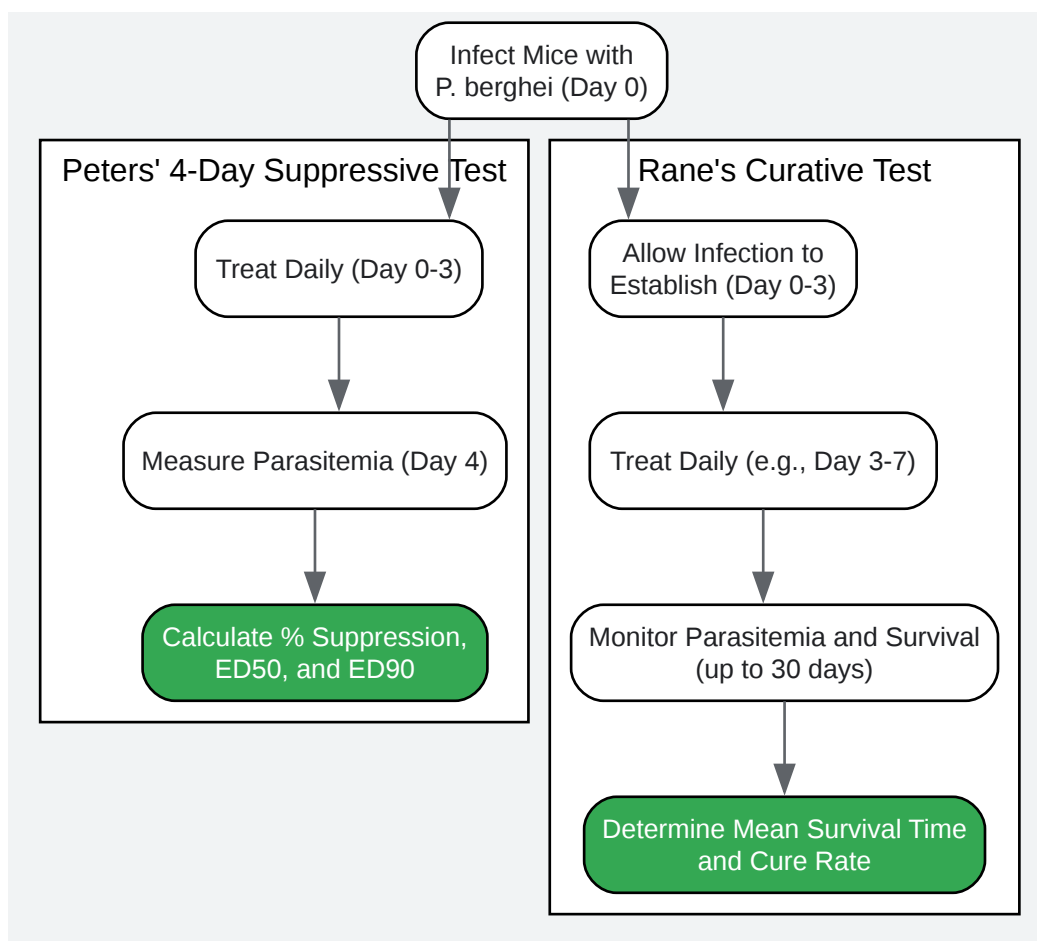 Infect Mice with
P. berghei (Day 0)
Peters' 4-Day Suppressive Test
Treat Daily (Day 0-3)
Measure Parasitemia (Day 4)
Calculate % Suppression,
ED50, and ED90
Rane's Curative Test
Allow Infection to
Establish (Day 0-3)
Treat Daily (e.g., Day 3-7)
Monitor Parasitemia and Survival
(up to 30 days)
Determine Mean Survival Time
and Cure Rate